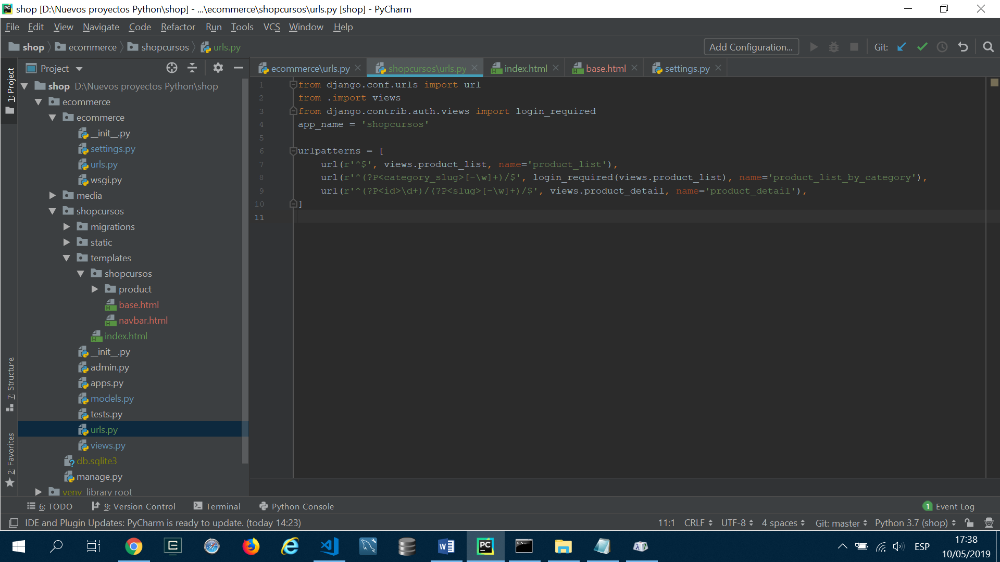 shop [D:\Nuevos proyectos Python\shop] - ...\ecommerce\shopcursos\urls.py [shop] - PyCharm
File Edit View Navigate Code Refactor Run Tools VCS Window Help
shop ecommerce shopcursos urls.py Add Configuration... Git:
1: Project
7: Structure
2: Favorites
Project
shop D:\Nuevos proyectos Python\shop
ecommerce
ecommerce
__init__.py
settings.py
urls.py
wsgi.py
media
shopcursos
migrations
static
templates
shopcursos
product
base.html
navbar.html
index.html
__init__.py
admin.py
apps.py
models.py
tests.py
urls.py
views.py
db.sqlite3
manage.py
venv library root
ecommerce\urls.py shopcursos\urls.py index.html base.html settings.py
1 from django.conf.urls import url
2 from .import views
3 from django.contrib.auth.views import login_required
4 app_name = 'shopcursos'
5
6 urlpatterns = [
7 url(r'^$', views.product_list, name='product_list'),
8 url(r'^(?P<category_slug>[-\w]+)/$', login_required(views.product_list), name='product_list_by_category'),
9 url(r'^(?P<id>\d+)/(?P<slug>[-\w]+)/$', views.product_detail, name='product_detail'),
10 ]
11
6: TODO 9: Version Control Terminal Python Console 1 Event Log
IDE and Plugin Updates: PyCharm is ready to update. (today 14:23) 11:1 CRLF UTF-8 4 spaces Git: master Python 3.7 (shop)
ESP 17:38
10/05/2019